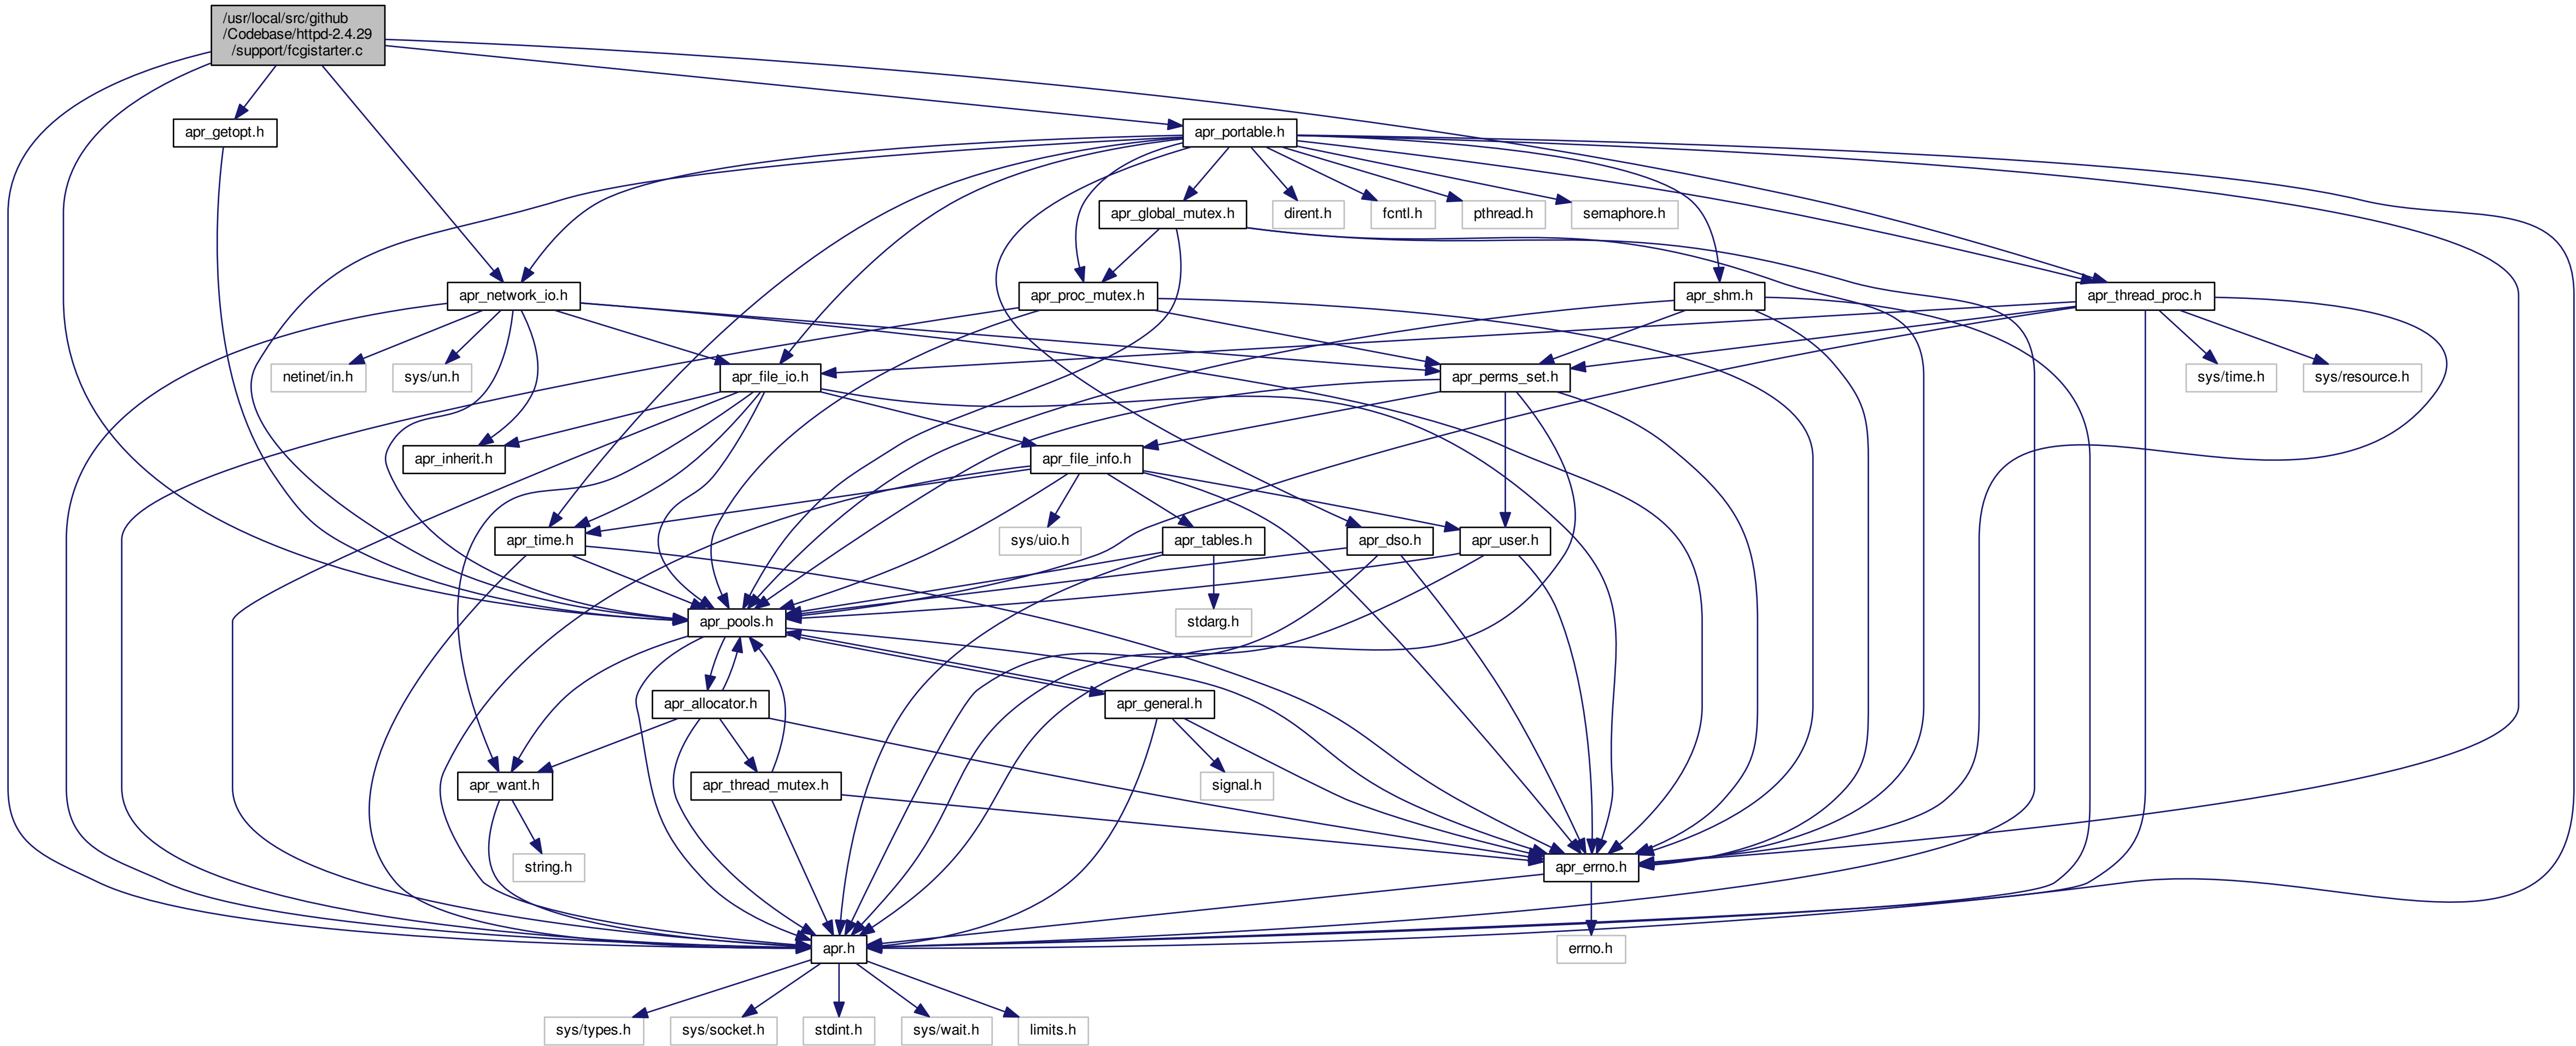 /usr/local/src/github
/Codebase/httpd-2.4.29
/support/fcgistarter.c
apr_getopt.h
apr_portable.h
apr_global_mutex.h
dirent.h
fcntl.h
pthread.h
semaphore.h
apr_network_io.h
apr_proc_mutex.h
apr_shm.h
apr_thread_proc.h
netinet/in.h
sys/un.h
apr_file_io.h
apr_perms_set.h
sys/time.h
sys/resource.h
apr_inherit.h
apr_file_info.h
apr_time.h
sys/uio.h
apr_tables.h
apr_dso.h
apr_user.h
apr_pools.h
stdarg.h
apr_allocator.h
apr_general.h
apr_want.h
apr_thread_mutex.h
signal.h
string.h
apr_errno.h
apr.h
errno.h
sys/types.h
sys/socket.h
stdint.h
sys/wait.h
limits.h